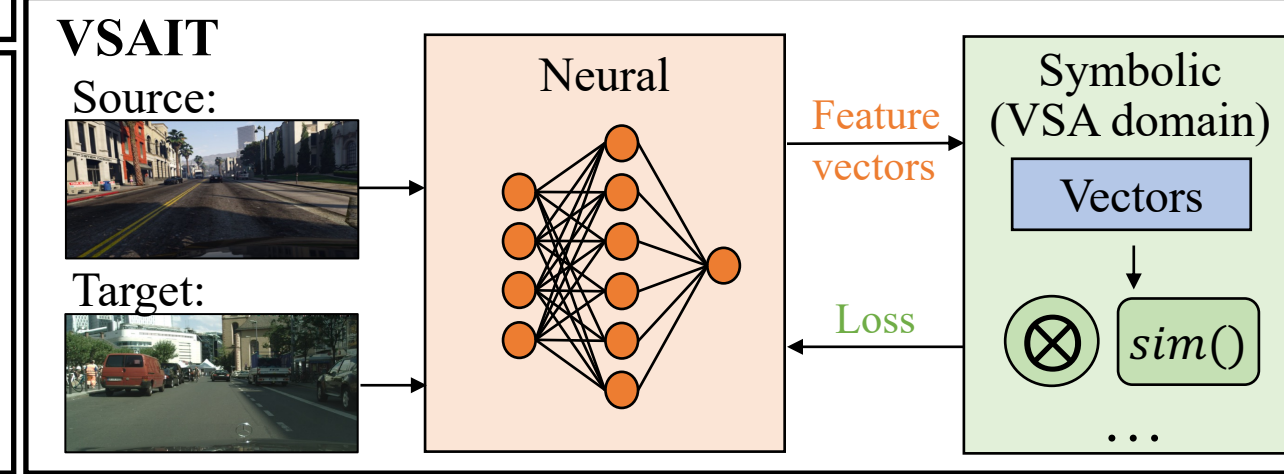 VSAIT
Source:
Target:
Neural
Feature
vectors
Loss
Symbolic
(VSA domain)
Vectors
⊗
sim()
...